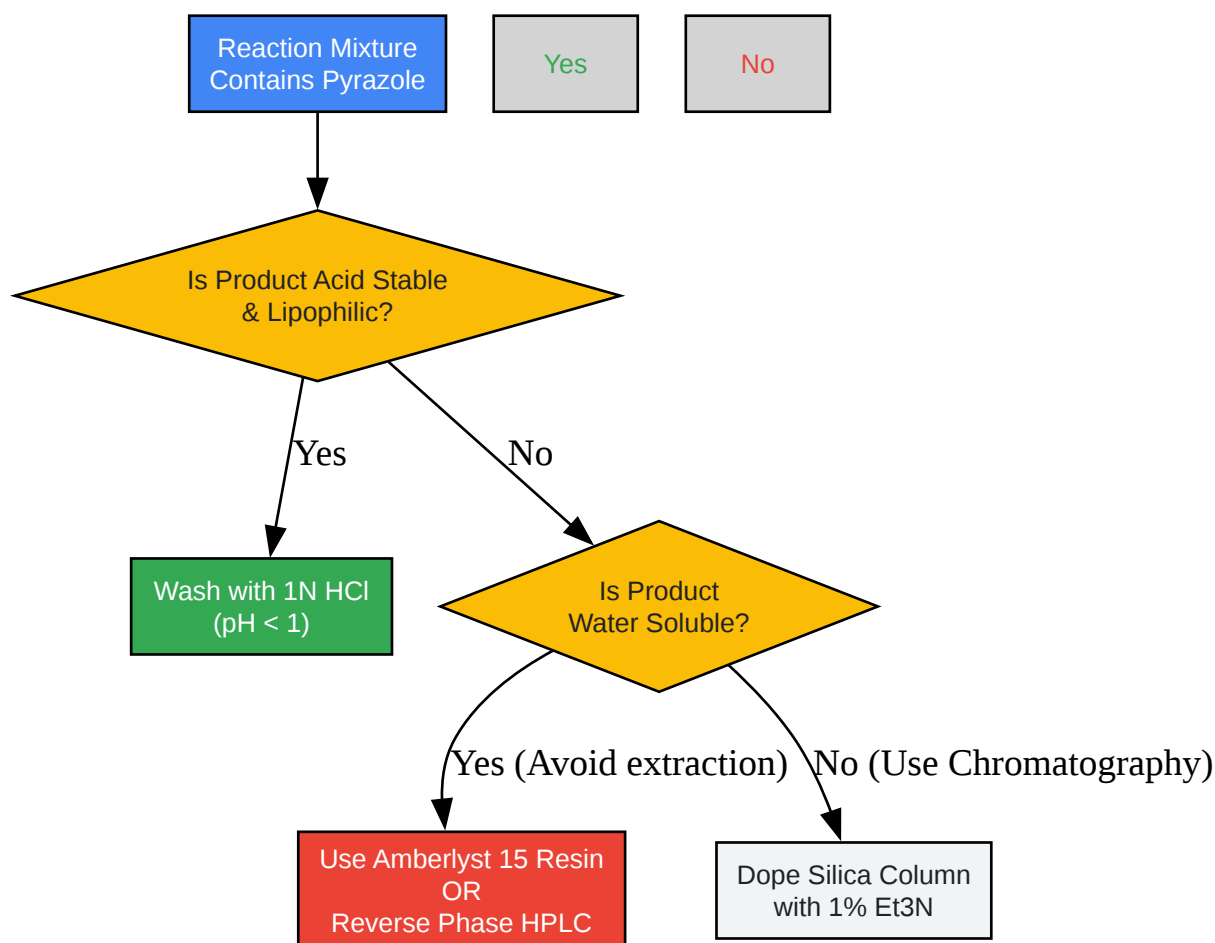 Reaction Mixture
Contains Pyrazole
Yes
No
Is Product Acid Stable
& Lipophilic?
Yes
No
Wash with 1N HCl
(pH < 1)
Is Product
Water Soluble?
Yes (Avoid extraction)
No (Use Chromatography)
Use Amberlyst 15 Resin
OR
Reverse Phase HPLC
Dope Silica Column
with 1% Et3N